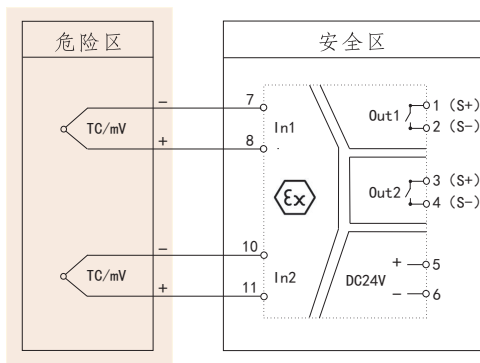 危险区
安全区
− 7
TC/mV
+ 8
In1
Out1
1 (S+)
2 (S−)
Out2
3 (S+)
4 (S−)
εx
− 10
TC/mV
+ 11
In2
DC24V
+ 5
− 6